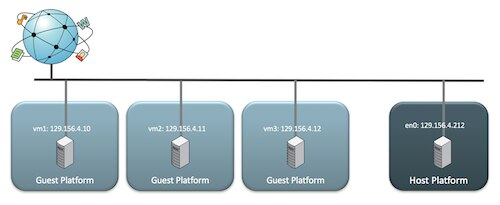 vm1: 129.156.4.10
Guest Platform
vm2: 129.156.4.11
Guest Platform
vm3: 129.156.4.12
Guest Platform
en0: 129.156.4.212
Host Platform